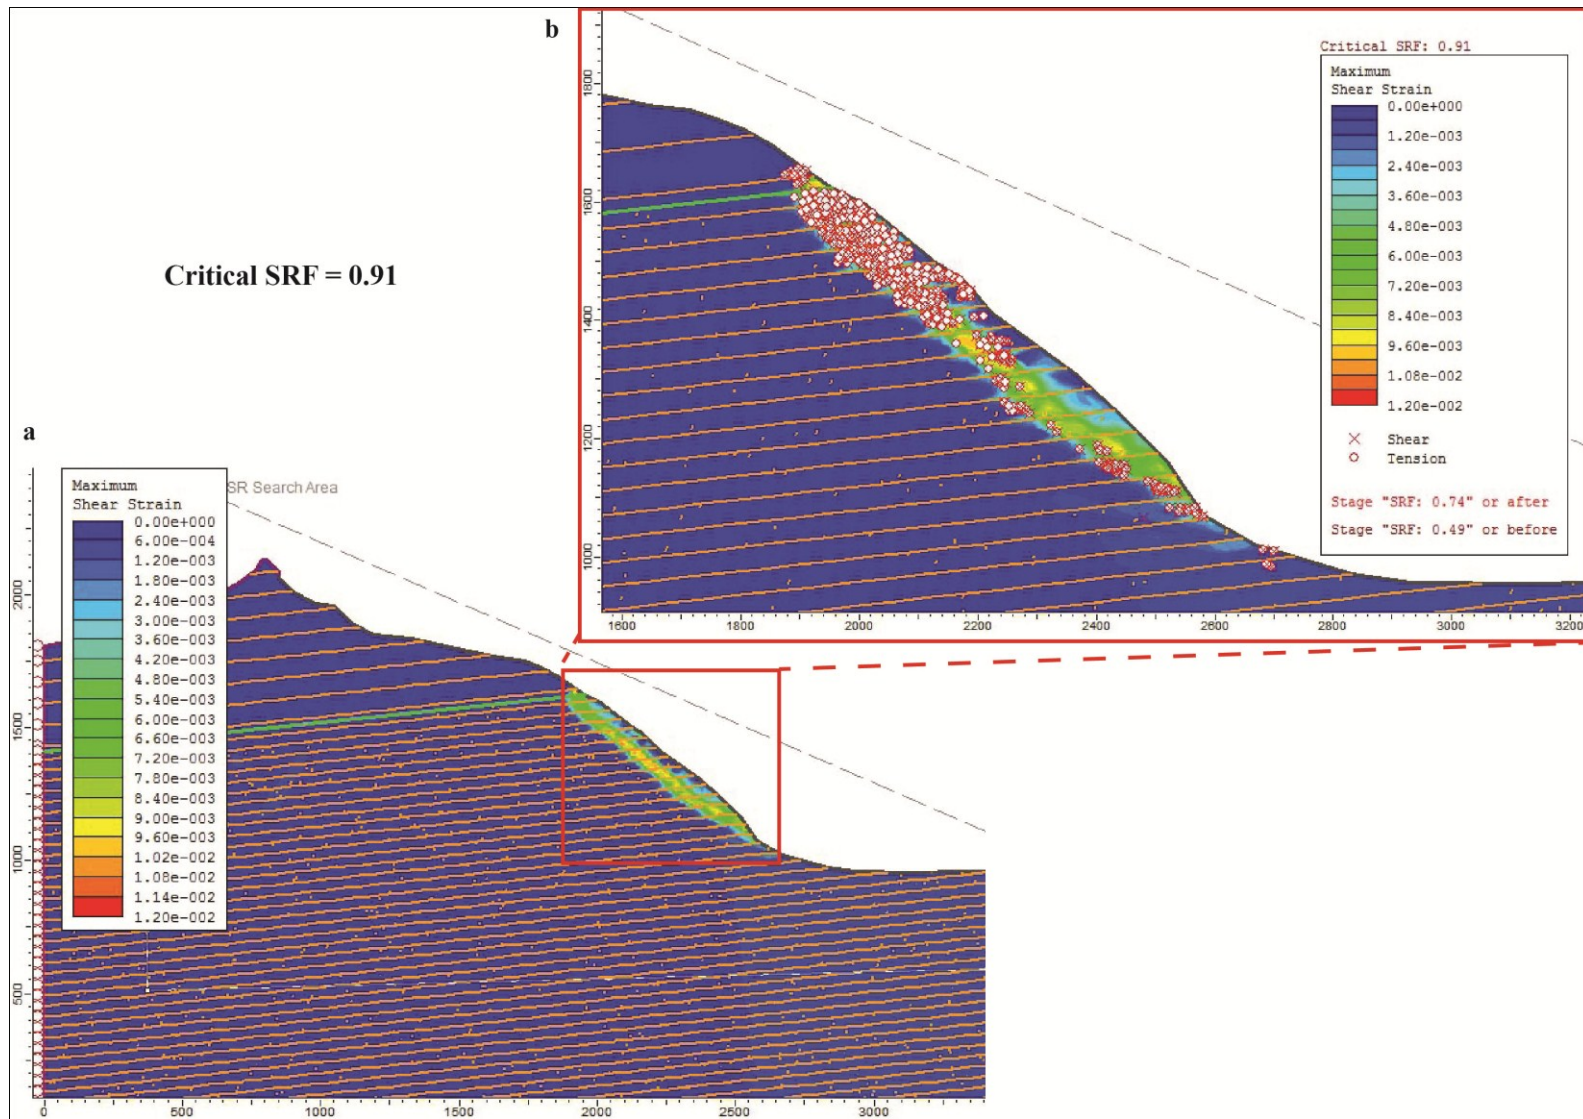 b
Critical SRF: 0.91
Maximum
Shear Strain
0.00e+000
1.20e-003
2.40e-003
3.60e-003
4.80e-003
6.00e-003
7.20e-003
8.40e-003
9.60e-003
1.08e-002
1.20e-002
Shear
Tension
Stage "SRF: 0.74" or after
Stage "SRF: 0.49" or before
1800
1600
1400
1200
1000
1600 1800 2000 2200 2400 2600 2800 3000 3200
Critical SRF = 0.91
a
SR Search Area
Maximum
Shear Strain
0.00e+000
6.00e-004
1.20e-003
1.80e-003
2.40e-003
3.00e-003
3.60e-003
4.20e-003
4.80e-003
5.40e-003
6.00e-003
6.60e-003
7.20e-003
7.80e-003
8.40e-003
9.00e-003
9.60e-003
1.02e-002
1.08e-002
1.14e-002
1.20e-002
2000
1500
1000
500
0 500 1000 1500 2000 2500 3000